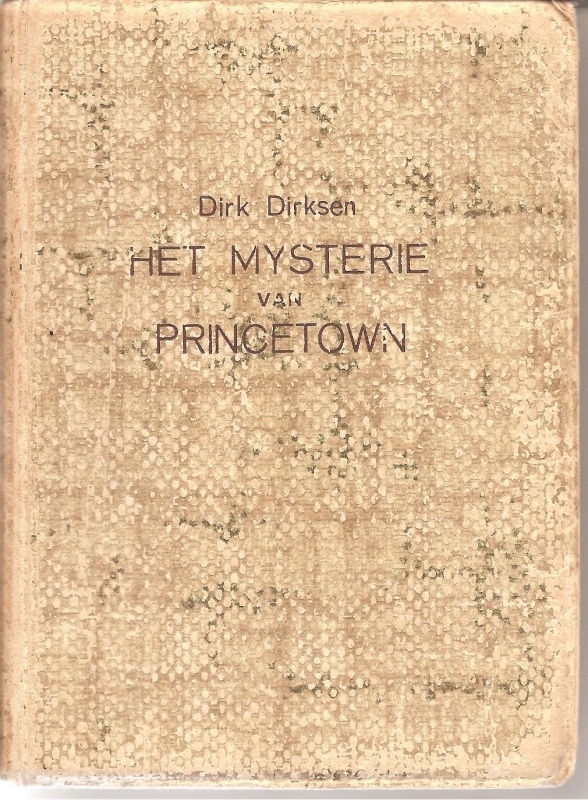 Dirk Dirksen
HET MYSTERIE
VAN
PRINCETOWN